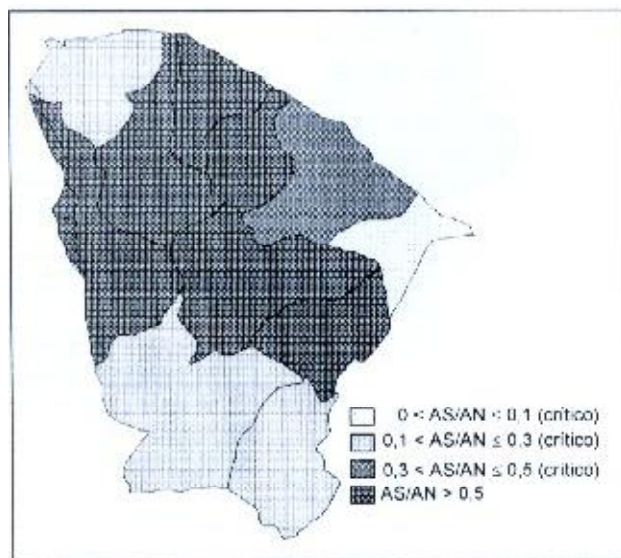 0 < AS/AN < 0.1 (crítico)
0,1 < AS/AN ≤ 0.3 (crítico)
0,3 < AS/AN ≤ 0,5 (crítico)
AS/AN > 0.5